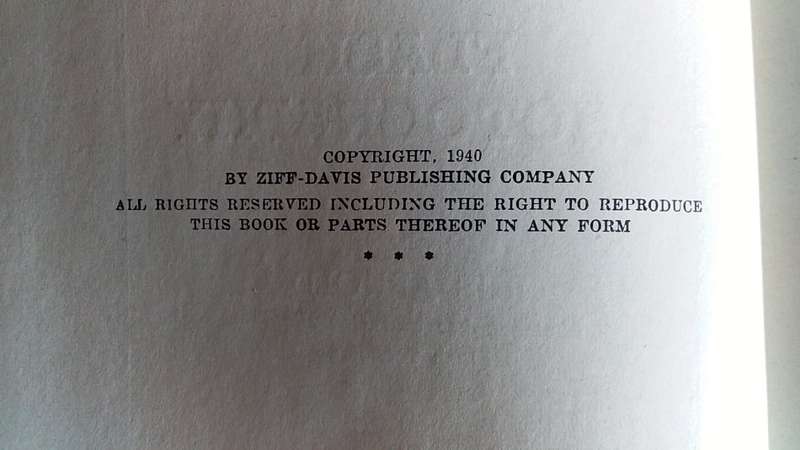 COPYRIGHT, 1940
BY ZIFF-DAVIS PUBLISHING COMPANY
ALL RIGHTS RESERVED INCLUDING THE RIGHT TO REPRODUCE
THIS BOOK OR PARTS THEREOF IN ANY FORM
* * *